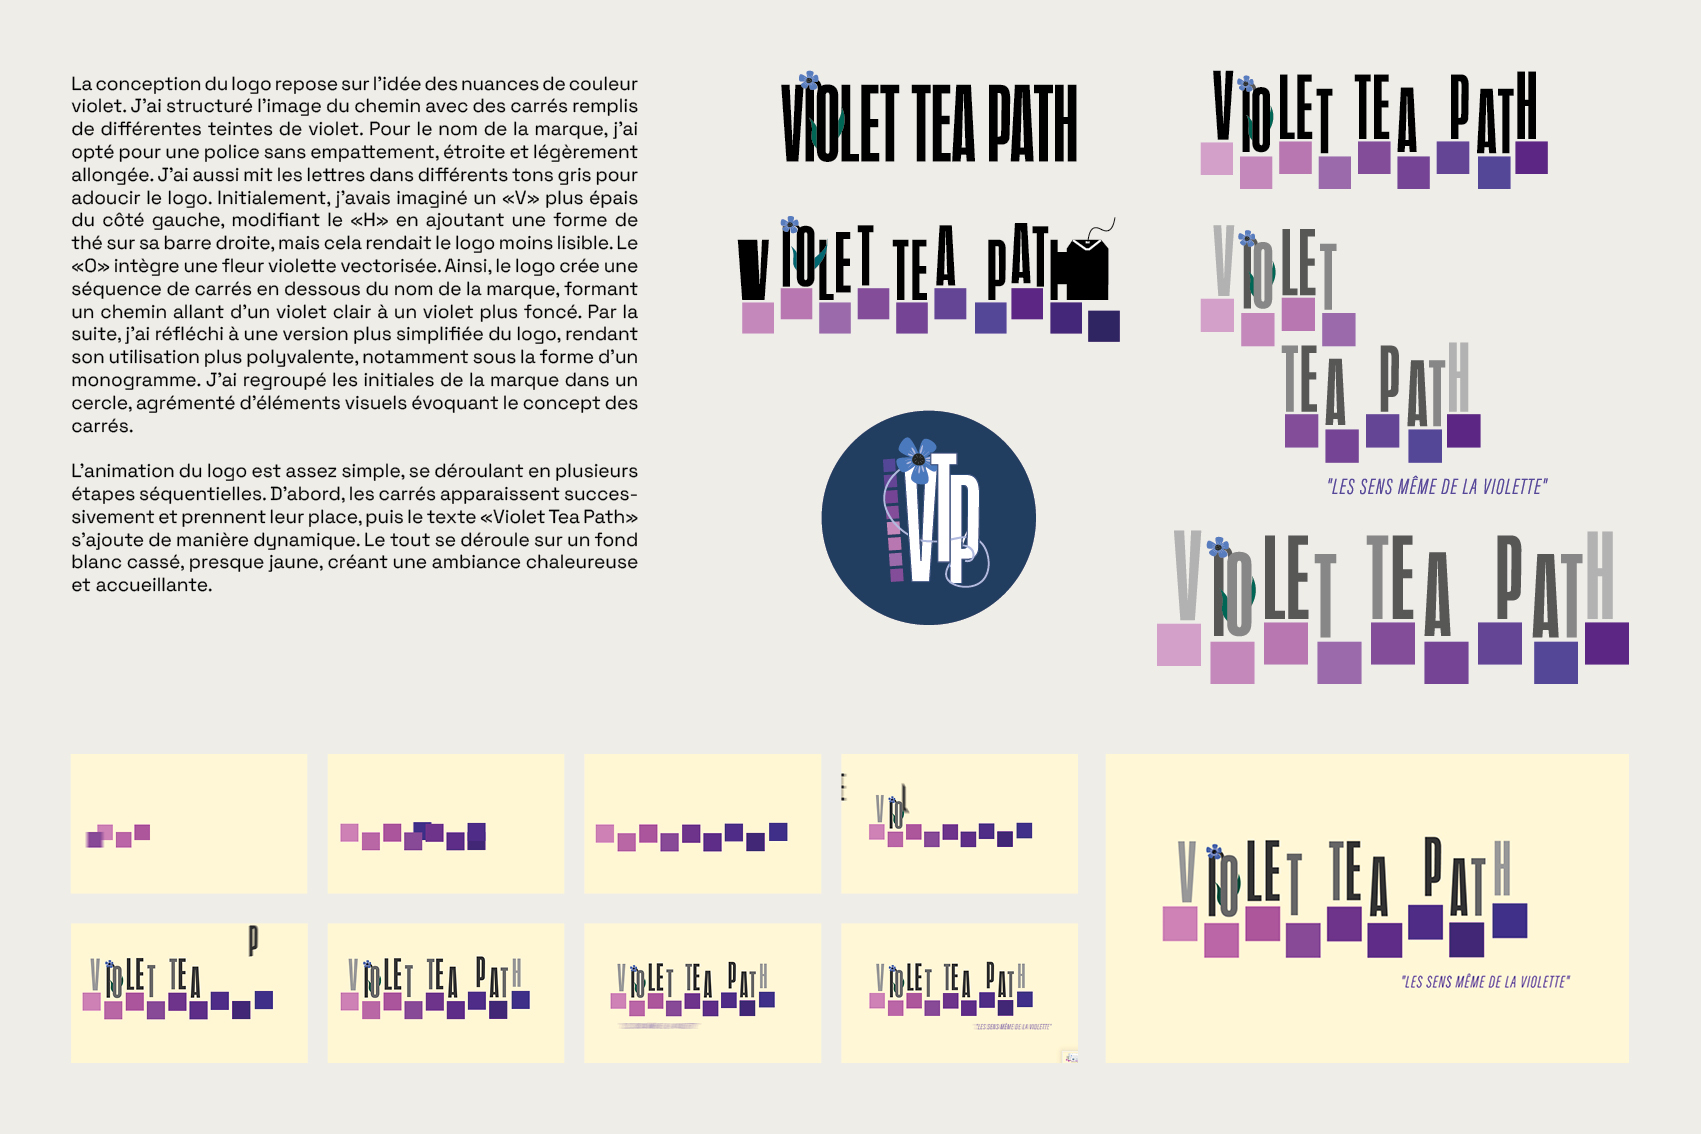 La conception du logo repose sur l'idée des nuances de couleur
violet. J'ai structuré l'image du chemin avec des carrés remplis
de différentes teintes de violet. Pour le nom de la marque, j'ai
opté pour une police sans empattement, étroite et légèrement
allongée. J'ai aussi mit les lettres dans différents tons gris pour
adoucir le logo. Initialement, j'avais imaginé un «V» plus épais
du côté gauche, modifiant le «H» en ajoutant une forme de
thé sur sa barre droite, mais cela rendait le logo moins lisible. Le
«O» intègre une fleur violette vectorisée. Ainsi, le logo crée une
séquence de carrés en dessous du nom de la marque, formant
un chemin allant d'un violet clair à un violet plus foncé. Par la
suite, j'ai réfléchi à une version plus simplifiée du logo, rendant
son utilisation plus polyvalente, notamment sous la forme d'un
monogramme. J'ai regroupé les initiales de la marque dans un
cercle, agrémenté d'éléments visuels évoquant le concept des
carrés.
L'animation du logo est assez simple, se déroulant en plusieurs
étapes séquentielles. D'abord, les carrés apparaissent succes-
sivement et prennent leur place, puis le texte «Violet Tea Path»
s'ajoute de manière dynamique. Le tout se déroule sur un fond
blanc cassé, presque jaune, créant une ambiance chaleureuse
et accueillante.
VIOLET TEA PATH
VIOLET TEA PATH
VTP
VIOLET TEA PATH
VIOLET
TEA PATH
"LES SENS MÊME DE LA VIOLETTE"
VIOLET TEA PATH
E
VIO
VIOLET TEA
P
VIOLET TEA PATH
VIOLET TEA PATH
VIOLET TEA PATH
"LES SENS MÊME DE LA VIOLETTE"
VIOLET TEA PATH
"LES SENS MÊME DE LA VIOLETTE"